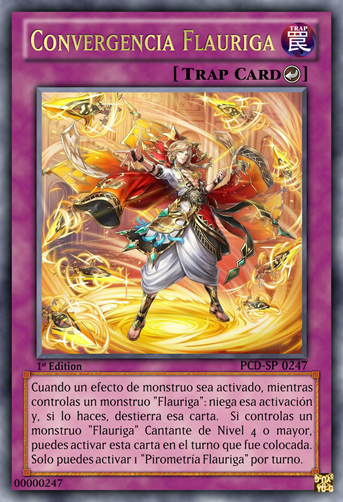 CONVERGENCIA FLAURIGA
TRAP
罠
[TRAP CARD]
1st Edition
PCD-SP 0247
Cuando un efecto de monstruo sea activado, mientras
controlas un monstruo "Flauriga": niega esa activación
y, si lo haces, destierra esa carta. Si controlas un
monstruo "Flauriga" Cantante de Nivel 4 o mayor,
puedes activar esta carta en el turno que fue colocada.
Solo puedes activar 1 "Pirometría Flauriga" por turno.
00000247